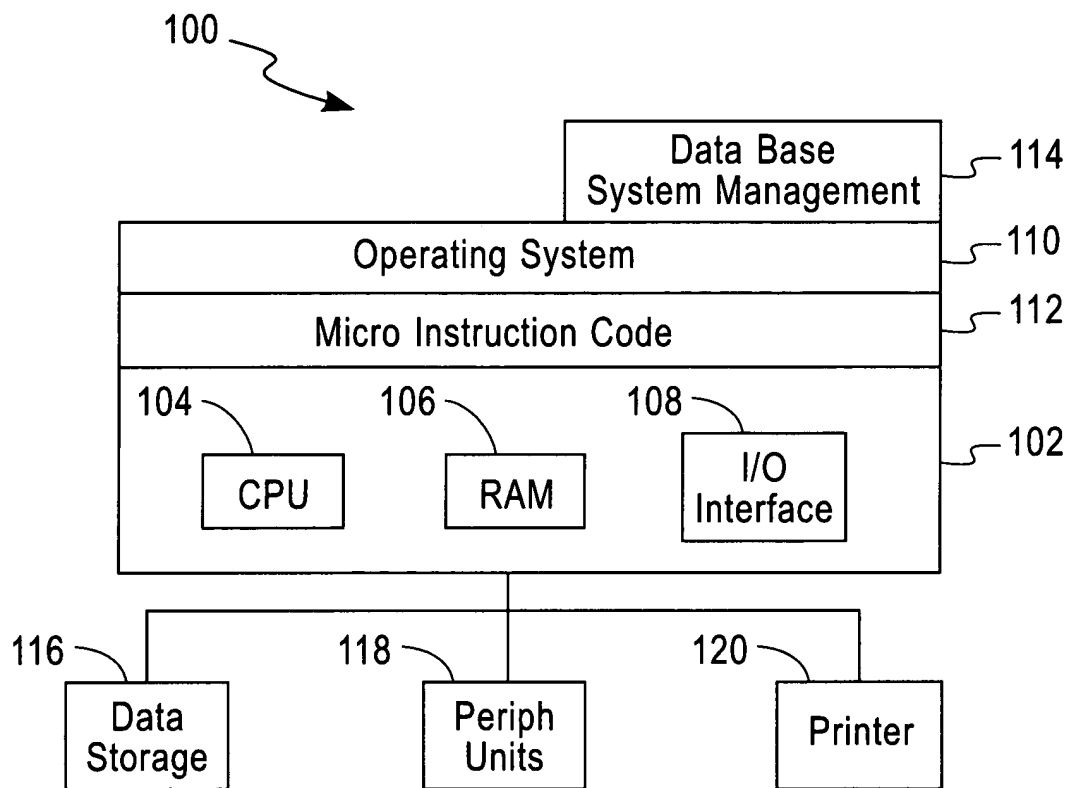 100
Data Base
System Management
114
Operating System
110
Micro Instruction Code
112
104
106
108
CPU
RAM
I/O
Interface
102
116
118
120
Data
Storage
Periph
Units
Printer